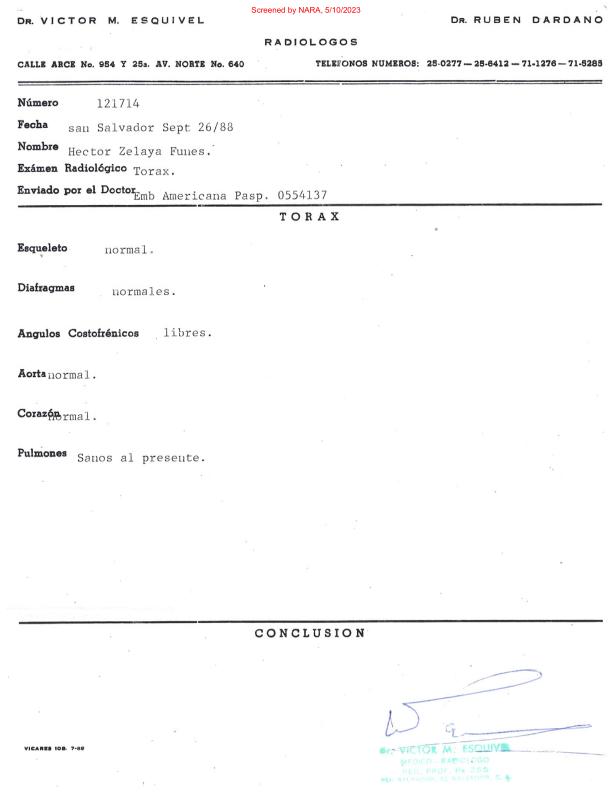 Screened by NARA, 5/10/2023
DR. VICTOR M. ESQUIVEL DR. RUBEN DARDANO
RADIOLOGOS
CALLE ARCE No. 954 Y 25a. AV. NORTE No. 640 TELEFONOS NUMEROS: 25-0277 — 25-6412 — 71-1276 — 71-5285
Número 121714
Fecha san Salvador Sept 26/88
Nombre Hector Zelaya Funes.
Exámen Radiológico Torax.
Enviado por el Doctor Emb Americana Pasp. 0554137
TORAX
Esqueleto normal.
Diafragmas normales.
Angulos Costofrénicos libres.
Aorta normal.
Corazón normal.
Pulmones Sanos al presente.
CONCLUSION
Dr. VICTOR M. ESQUIVEL
MEDICO - RADIOLOGO
VICARES 10B. 7-88